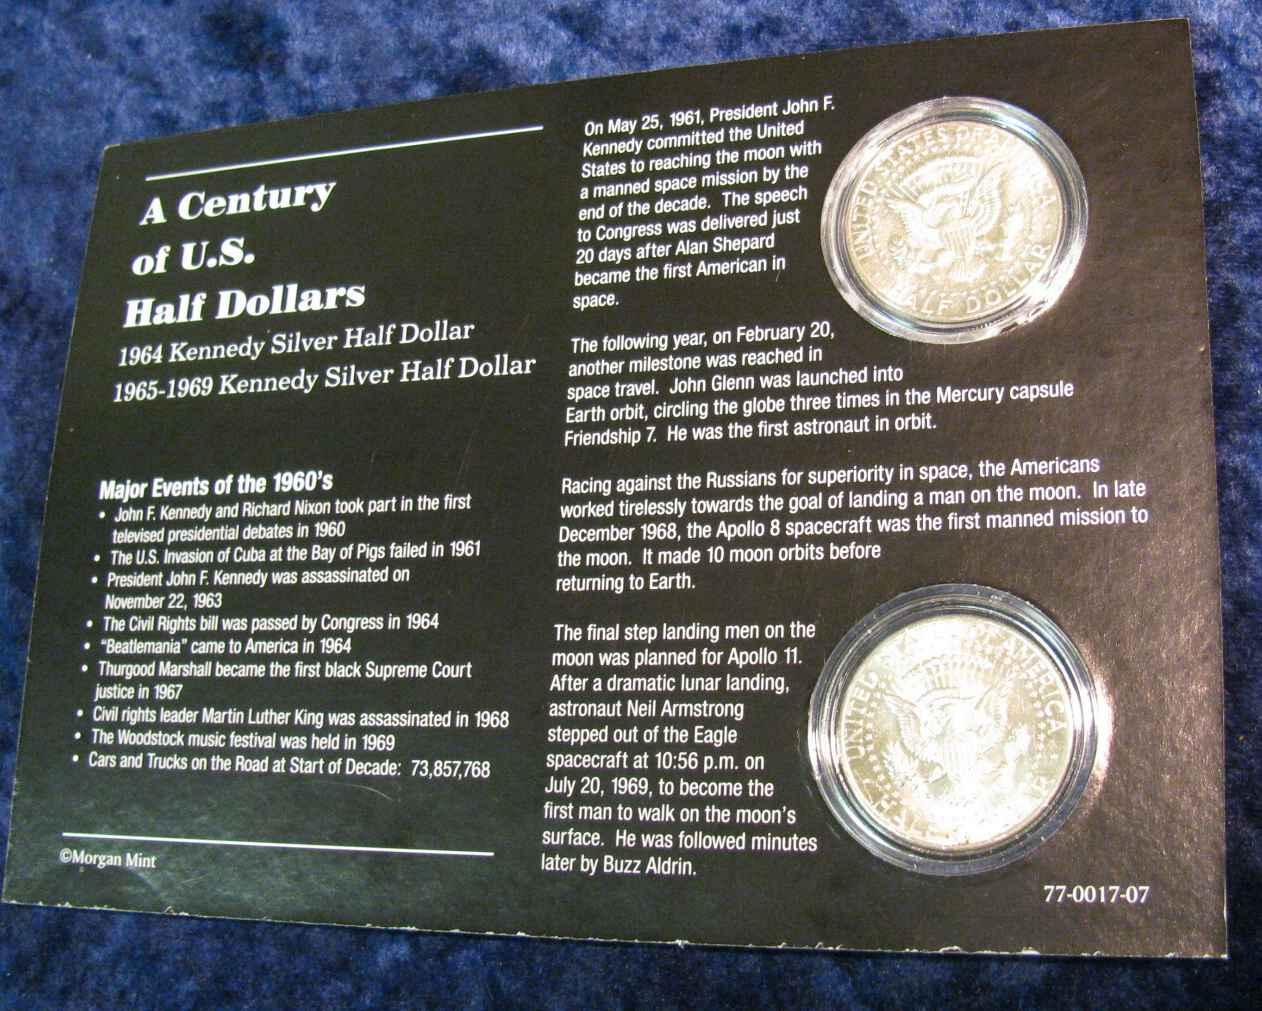 A Century
of U.S.
Half Dollars
1964 Kennedy Silver Half Dollar
1965-1969 Kennedy Silver Half Dollar
Major Events of the 1960's
• John F. Kennedy and Richard Nixon took part in the first
televised presidential debates in 1960
• The U.S. Invasion of Cuba at the Bay of Pigs failed in 1961
• President John F. Kennedy was assassinated on
November 22, 1963
• The Civil Rights bill was passed by Congress in 1964
• "Beatlemania" came to America in 1964
• Thurgood Marshall became the first black Supreme Court
justice in 1967
• Civil rights leader Martin Luther King was assassinated in 1968
• The Woodstock music festival was held in 1969
• Cars and Trucks on the Road at Start of Decade: 73,857,768
©Morgan Mint
On May 25, 1961, President John F.
Kennedy committed the United
States to reaching the moon with
a manned space mission by the
end of the decade. The speech
to Congress was delivered just
20 days after Alan Shepard
became the first American in
space.
The following year, on February 20,
another milestone was reached in
space travel. John Glenn was launched into
Earth orbit, circling the globe three times in the Mercury capsule
Friendship 7. He was the first astronaut in orbit.
Racing against the Russians for superiority in space, the Americans
worked tirelessly towards the goal of landing a man on the moon. In late
December 1968, the Apollo 8 spacecraft was the first manned mission to
the moon. It made 10 moon orbits before
returning to Earth.
The final step landing men on the
moon was planned for Apollo 11.
After a dramatic lunar landing,
astronaut Neil Armstrong
stepped out of the Eagle
spacecraft at 10:56 p.m. on
July 20, 1969, to become the
first man to walk on the moon's
surface. He was followed minutes
later by Buzz Aldrin.
UNITED STATES OF AMERICA
HALF DOLLAR
UNITED AMERICA
HALF
77-0017-07